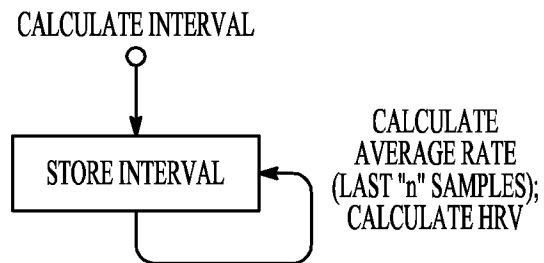 CALCULATE INTERVAL
STORE INTERVAL
CALCULATE
AVERAGE RATE
(LAST "n" SAMPLES);
CALCULATE HRV